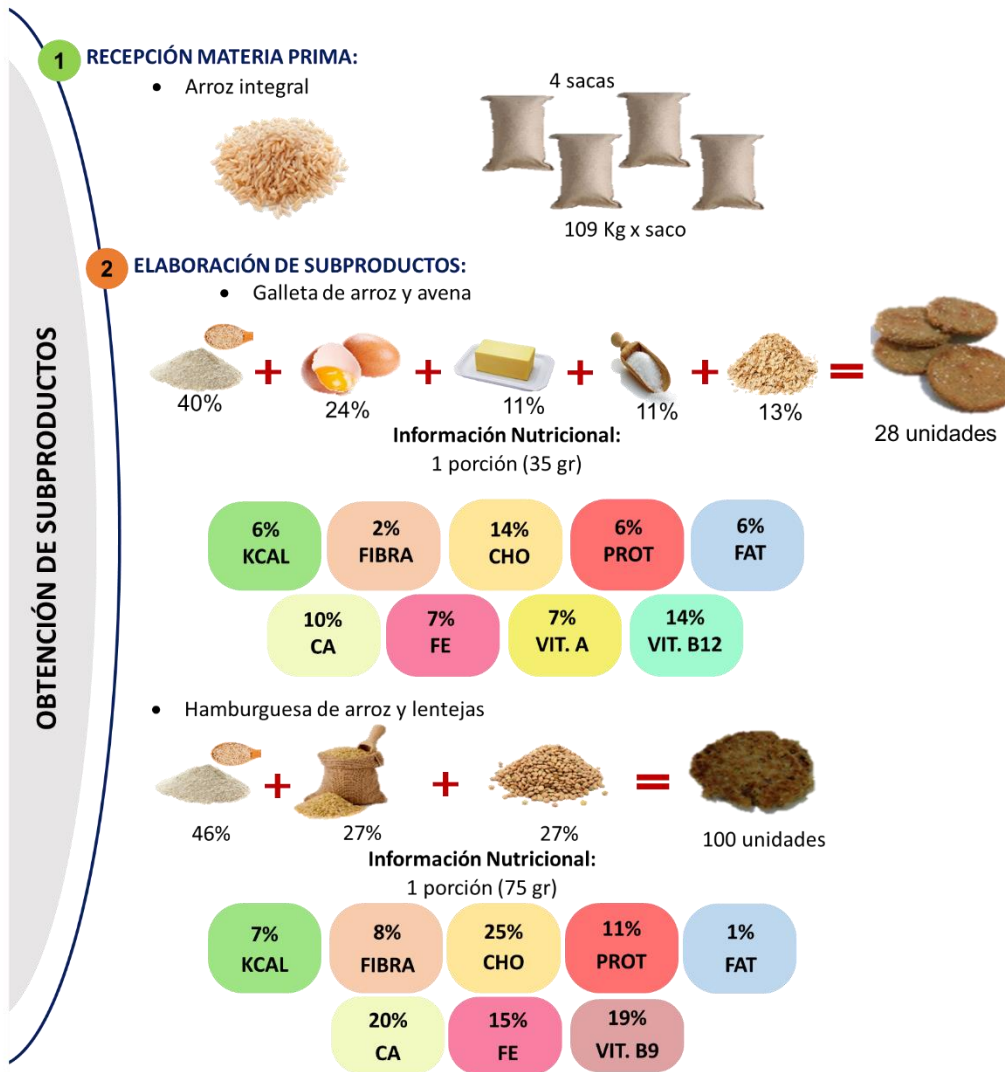 OBTENCIÓN DE SUBPRODUCTOS
1
RECEPCIÓN MATERIA PRIMA:
• Arroz integral
4 sacas
109 Kg x saco
2
ELABORACIÓN DE SUBPRODUCTOS:
• Galleta de arroz y avena
+ + + + =
40% 24% 11% 11% 13%
28 unidades
Información Nutricional:
1 porción (35 gr)
6% 2% 14% 6% 6%
KCAL FIBRA CHO PROT FAT
10% 7% 7% 14%
CA FE VIT. A VIT. B12
• Hamburguesa de arroz y lentejas
+ + =
46% 27% 27%
100 unidades
Información Nutricional:
1 porción (75 gr)
7% 8% 25% 11% 1%
KCAL FIBRA CHO PROT FAT
20% 15% 19%
CA FE VIT. B9